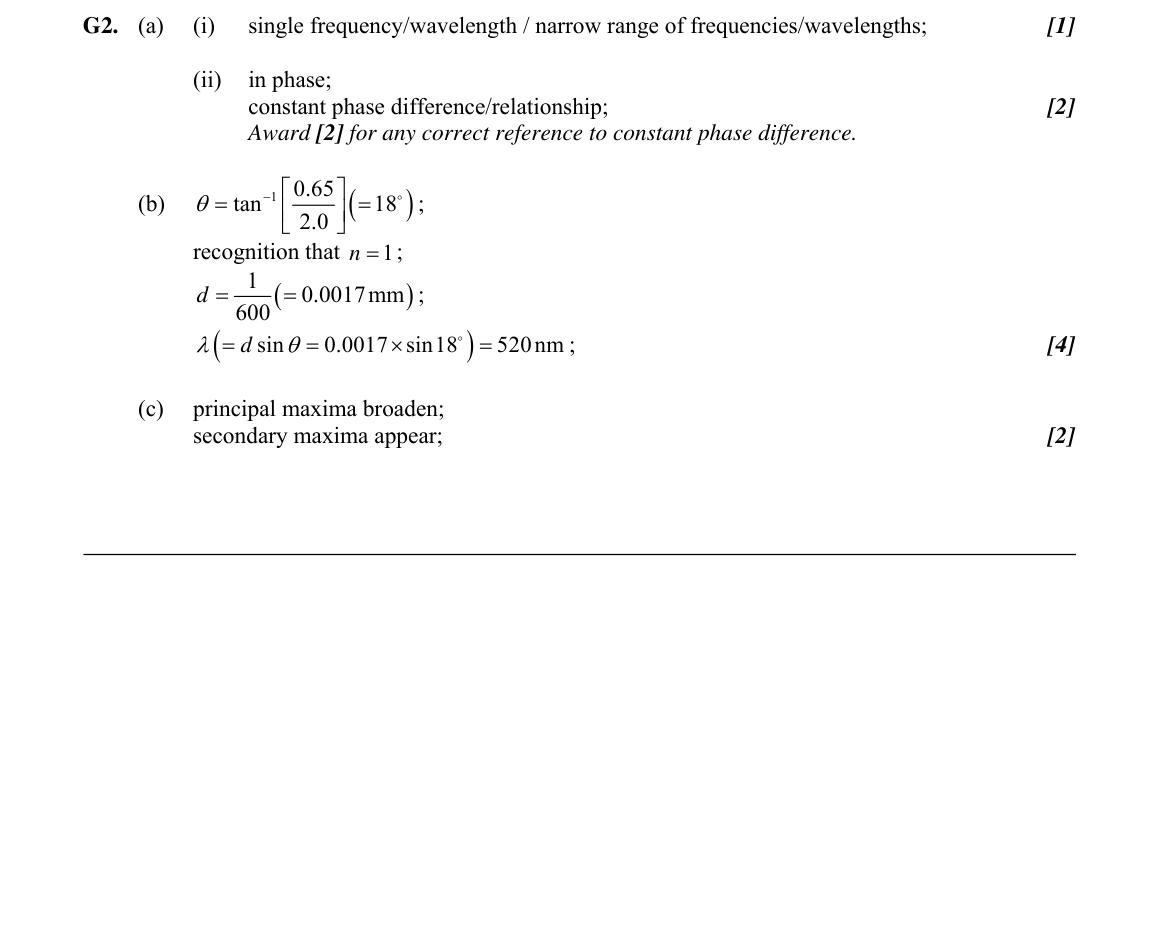 G2. (a) (i) single frequency/wavelength / narrow range of frequencies/wavelengths; [1]
(ii) in phase;
constant phase difference/relationship; [2]
Award [2] for any correct reference to constant phase difference.
(b) θ = tan⁻¹[0.65/2.0](=18°);
recognition that n = 1;
d = 1/600(= 0.0017 mm);
λ(= d sin θ = 0.0017 × sin 18°) = 520 nm; [4]
(c) principal maxima broaden;
secondary maxima appear; [2]